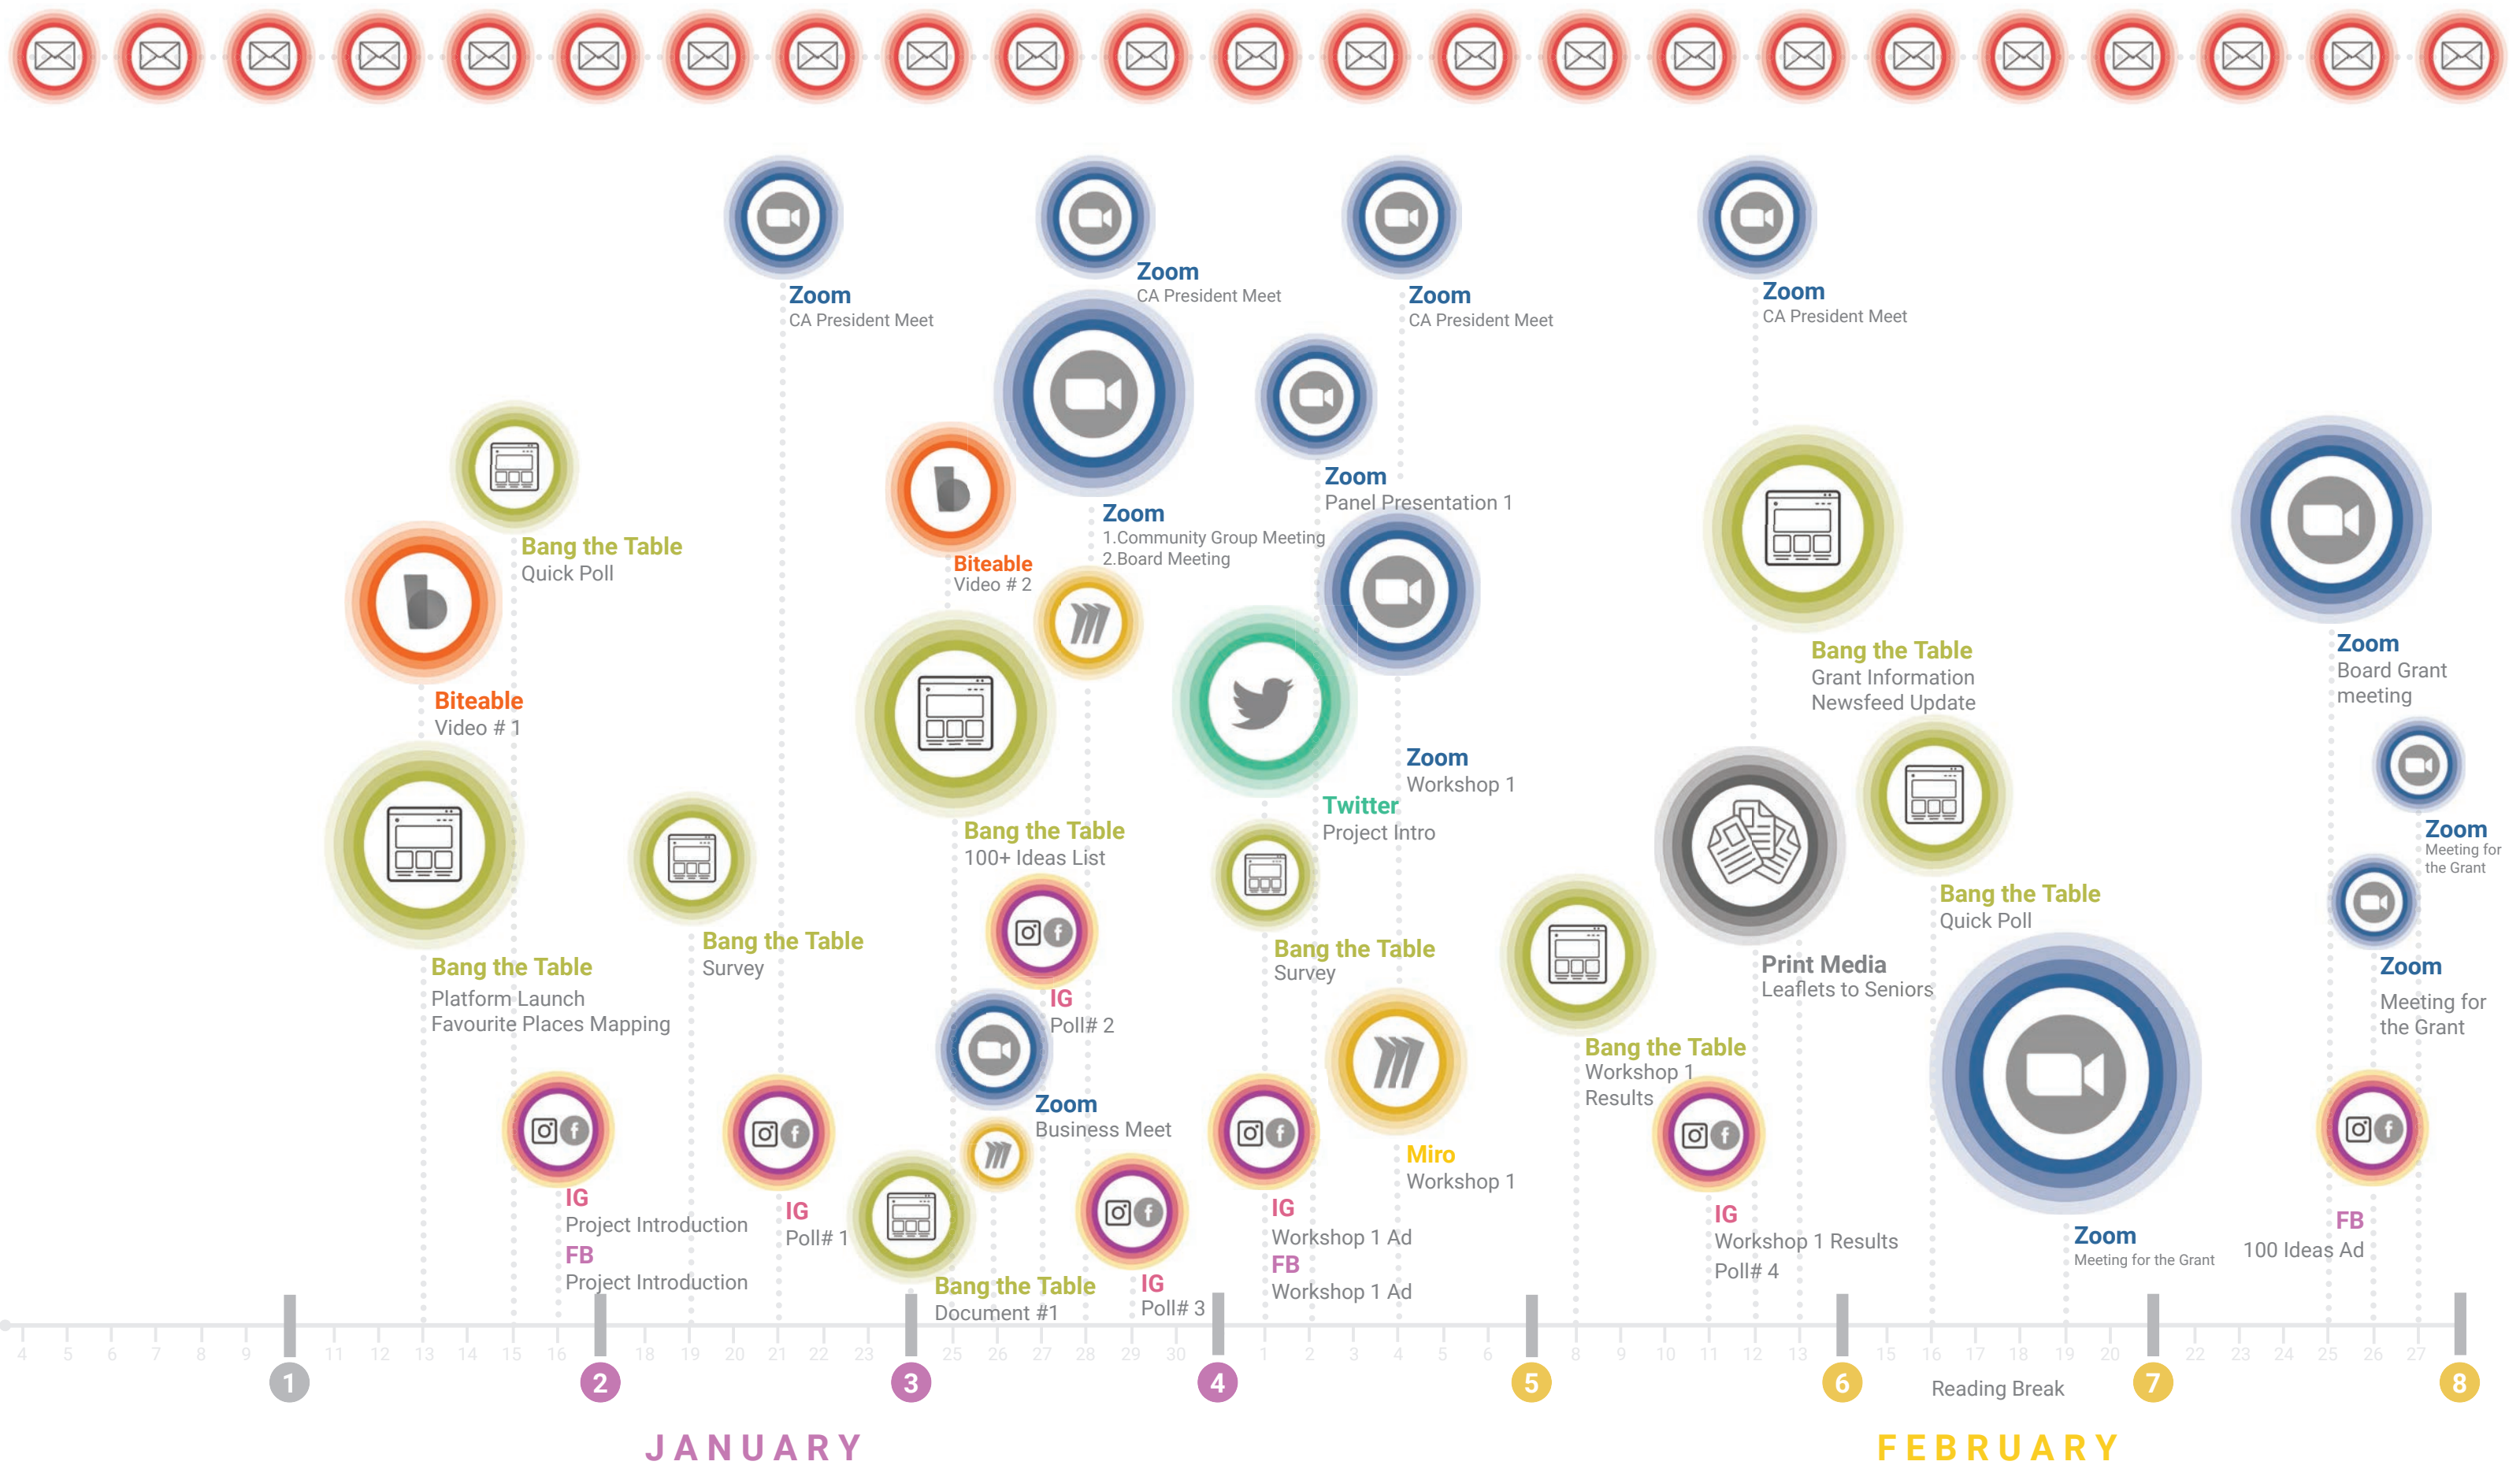 Zoom
CA President Meet
Zoom
CA President Meet
Zoom
CA President Meet
Zoom
CA President Meet
Bang the Table
Quick Poll
Biteable
Video # 1
Bang the Table
Platform Launch
Favourite Places Mapping
IG
Project Introduction
FB
Project Introduction
Bang the Table
Survey
IG
Poll# 1
Biteable
Video # 2
Zoom
1.Community Group Meeting
2.Board Meeting
Bang the Table
100+ Ideas List
IG
Poll# 2
Zoom
Business Meet
Bang the Table
Document #1
IG
Poll# 3
Zoom
Panel Presentation 1
Zoom
Workshop 1
Twitter
Project Intro
Bang the Table
Survey
Miro
Workshop 1
IG
Workshop 1 Ad
FB
Workshop 1 Ad
Bang the Table
Workshop 1
Results
Bang the Table
Grant Information
Newsfeed Update
Print Media
Leaflets to Seniors
IG
Workshop 1 Results
Poll# 4
Bang the Table
Quick Poll
Zoom
Meeting for the Grant
Zoom
Board Grant
meeting
Zoom
Meeting for
the Grant
Zoom
Meeting for
the Grant
FB
100 Ideas Ad
4 5 6 7 8 9 11 12 13 14 15 16 18 19 20 21 22 23 25 26 27 28 29 30 1 2 3 4 5 6 8 9 10 11 12 13 15 16 17 18 19 20 22 23 24 25 26 27
1 2 3 4 5 6 7 8
Reading Break
JANUARY
FEBRUARY